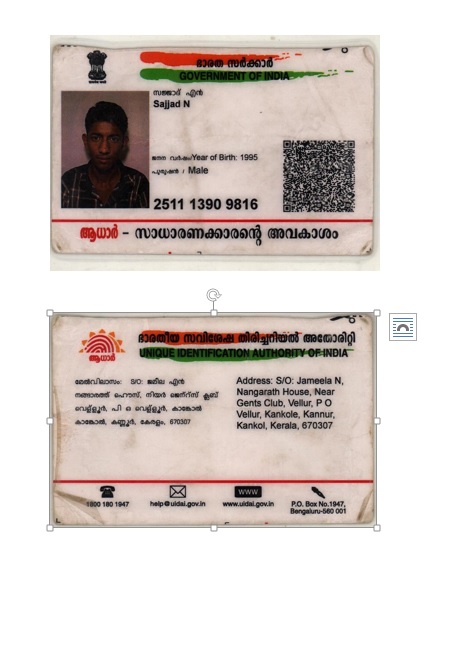 ഭാരത സർക്കാർ
GOVERNMENT OF INDIA
സജ്ജാദ് എൻ
Sajjad N
ജനന വർഷം/Year of Birth: 1995
പുരുഷൻ / Male
2511 1390 9816
ആധാർ - സാധാരണക്കാരന്റെ അവകാശം
ഭാരതീയ സവിശേഷ തിരിച്ചറിയൽ അതോരിറ്റി
UNIQUE IDENTIFICATION AUTHORITY OF INDIA
ആധാർ
മേൽവിലാസം: S/O: ജമീല എൻ
നങ്ങാരത്ത് ഹൌസ്, നിയർ ജെന്റ്സ് ക്ലബ്
വെള്ളൂർ, പി ഒ വെള്ളൂർ, കാങ്കോൽ
കാങ്കോൽ, കണ്ണൂർ, കേരളം, 670307
Address: S/O: Jameela N,
Nangarath House, Near
Gents Club, Vellur, P O
Vellur, Kankole, Kannur,
Kankol, Kerala, 670307
1800 180 1947
help@uidai.gov.in
WWW
www.uidai.gov.in
P.O. Box No.1947,
Bengaluru-560 001